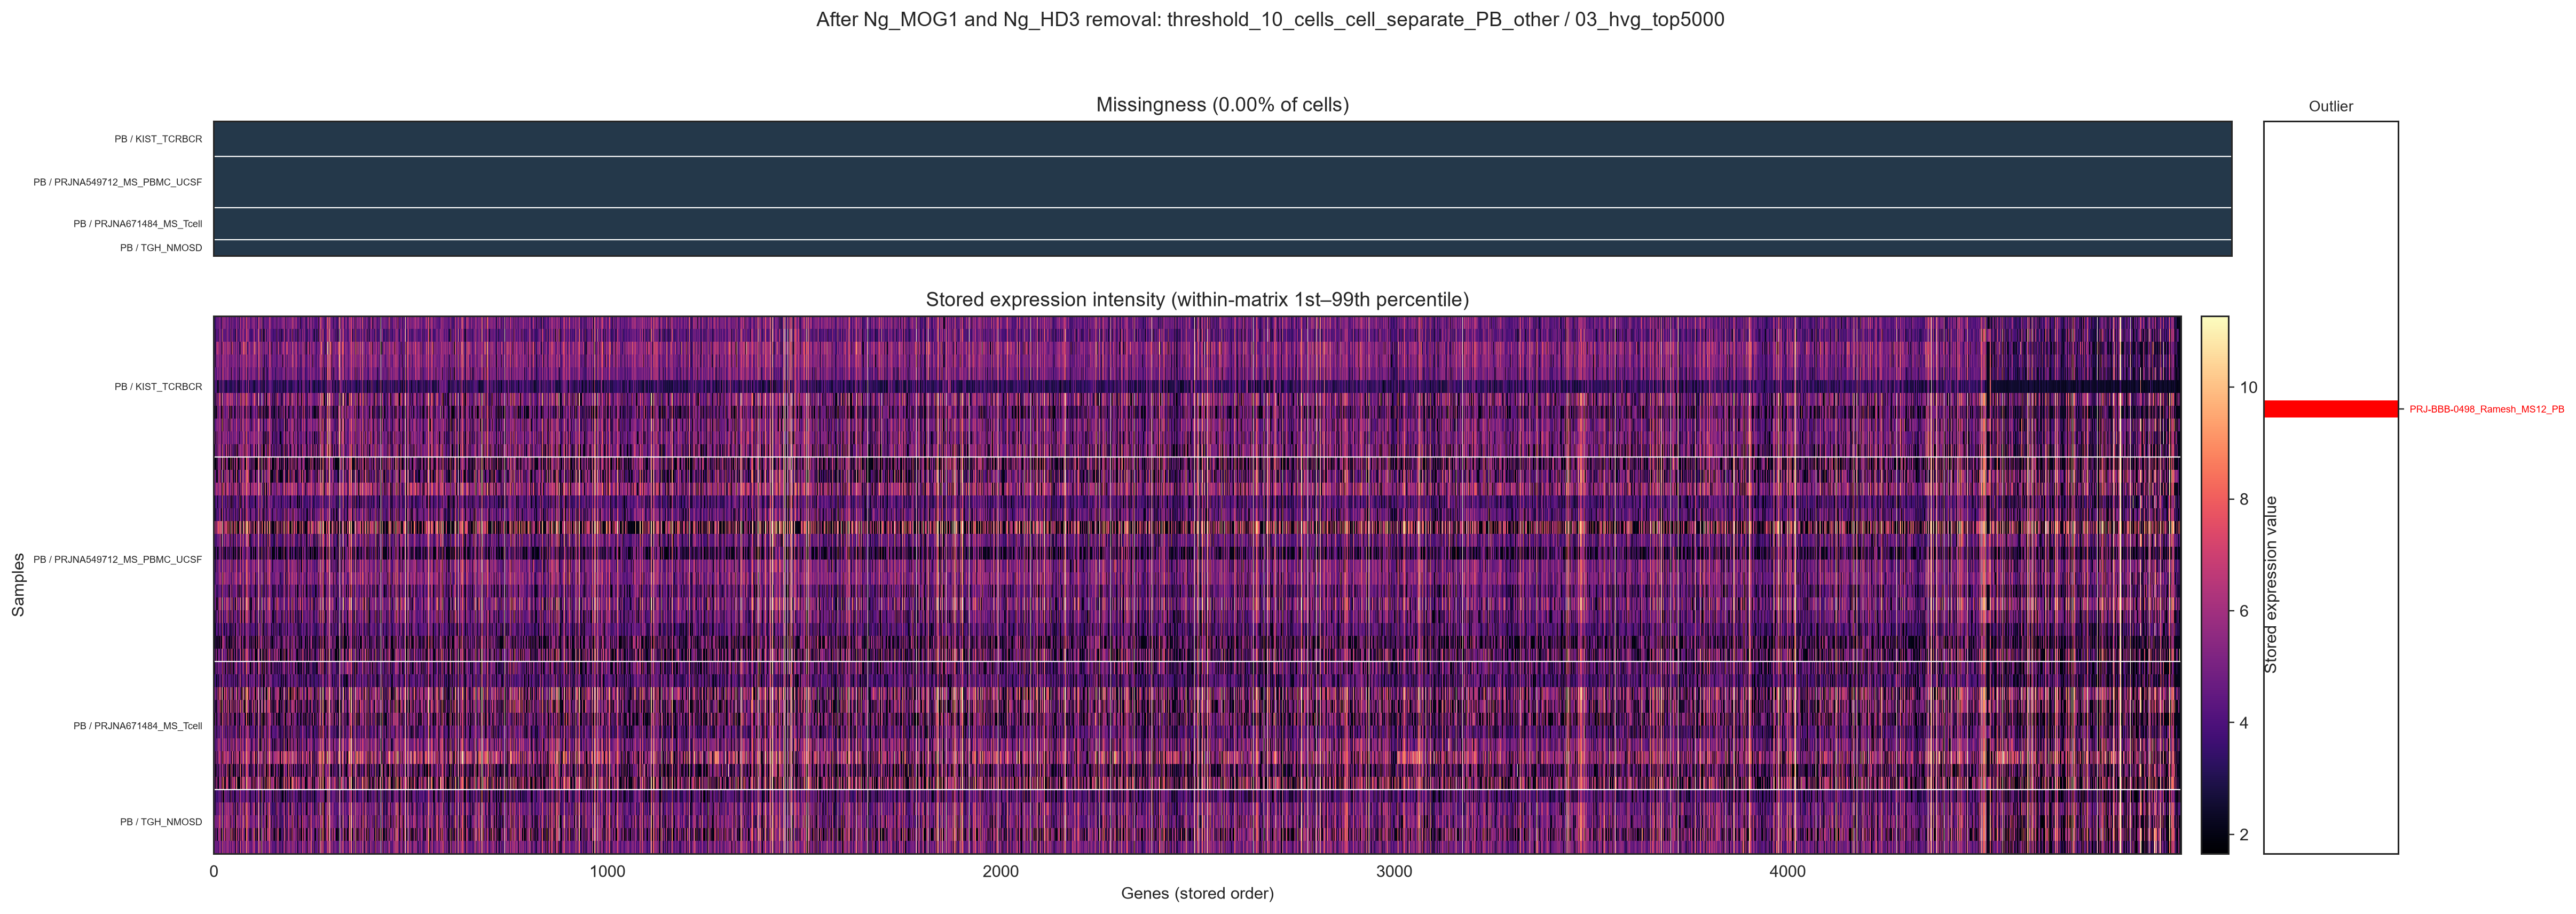 After Ng_MOG1 and Ng_HD3 removal: threshold_10_cells_cell_separate_PB_other / 03_hvg_top5000
Missingness (0.00% of cells)
Outlier
PB / KIST_TCRBCR
PB / PRJNA549712_MS_PBMC_UCSF
PB / PRJNA671484_MS_Tcell
PB / TGH_NMOSD
Stored expression intensity (within-matrix 1st–99th percentile)
Samples
PB / KIST_TCRBCR
PB / PRJNA549712_MS_PBMC_UCSF
PB / PRJNA671484_MS_Tcell
PB / TGH_NMOSD
10
8
6
4
2
Stored expression value
PRJ-BBB-0498_Ramesh_MS12_PB
0 1000 2000 3000 4000
Genes (stored order)